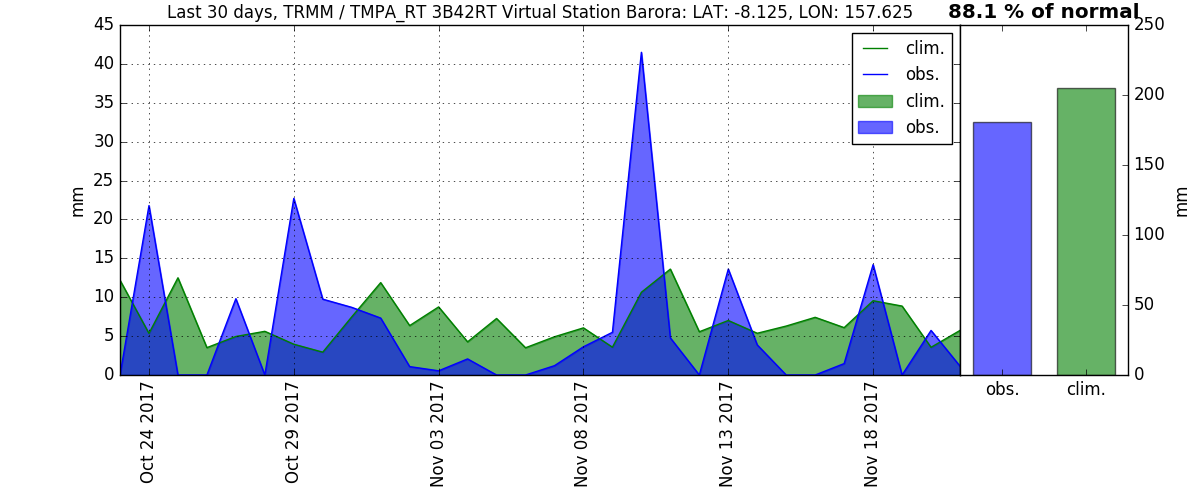 Last 30 days, TRMM / TMPA_RT 3B42RT Virtual Station Barora: LAT: -8.125, LON: 157.625
88.1 % of normal
45
40
35
30
25
20
15
10
5
0
mm
clim.
obs.
clim.
obs.
Oct 24 2017
Oct 29 2017
Nov 03 2017
Nov 08 2017
Nov 13 2017
Nov 18 2017
250
200
150
100
50
0
mm
obs.
clim.